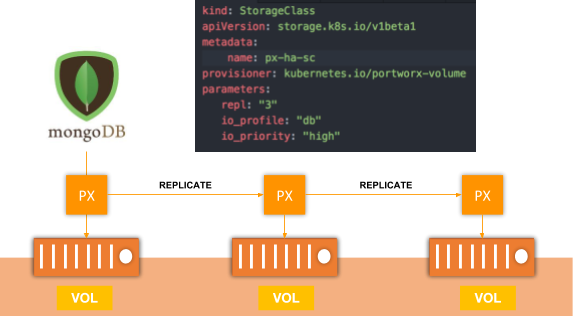 kind: StorageClass
apiVersion: storage.k8s.io/v1beta1
metadata:
name: px-ha-sc
provisioner: kubernetes.io/portworx-volume
parameters:
repl: "3"
io_profile: "db"
io_priority: "high"
mongoDB
PX REPLICATE PX REPLICATE PX
VOL VOL VOL